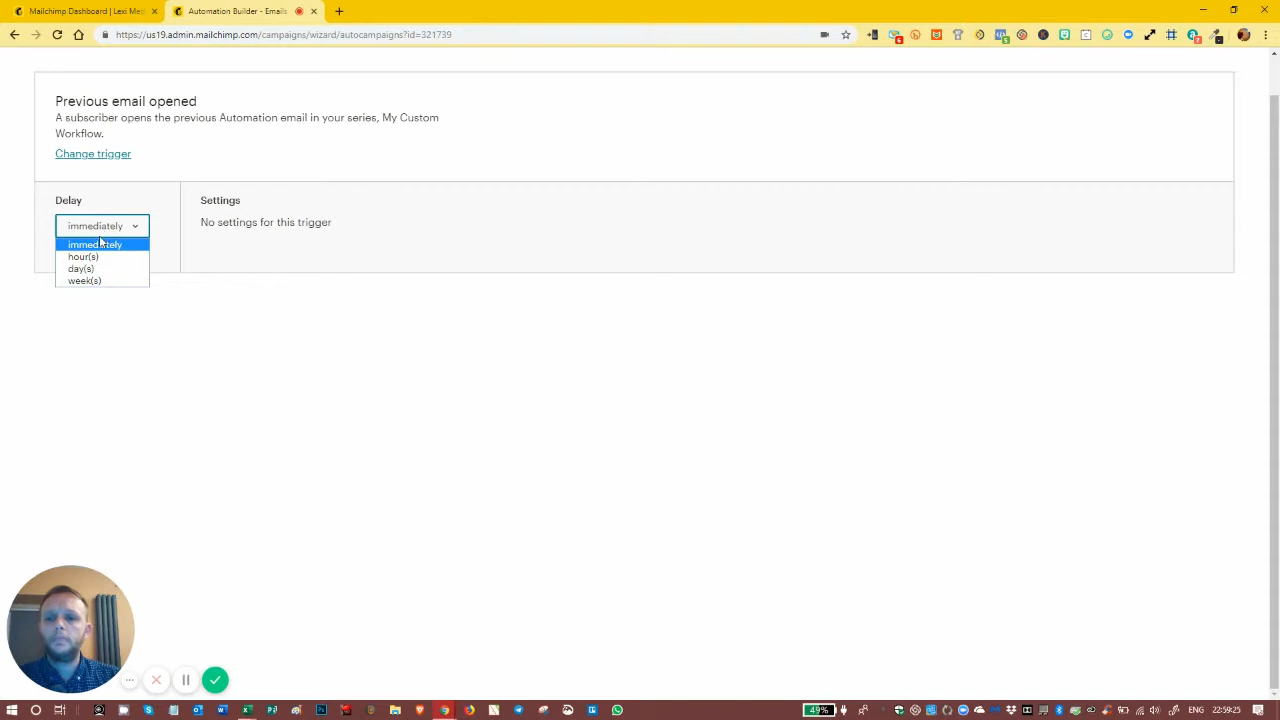 Mailchimp Dashboard | Lexi Me
Automation Builder - Emails
https://us19.admin.mailchimp.com/campaigns/wizard/autocampaigns?id=321739
Previous email opened
A subscriber opens the previous Automation email in your series, My Custom
Workflow.
Change trigger
Delay
Settings
immediately
No settings for this trigger
immediately
hour(s)
day(s)
week(s)
49%
ENG
22:59:25